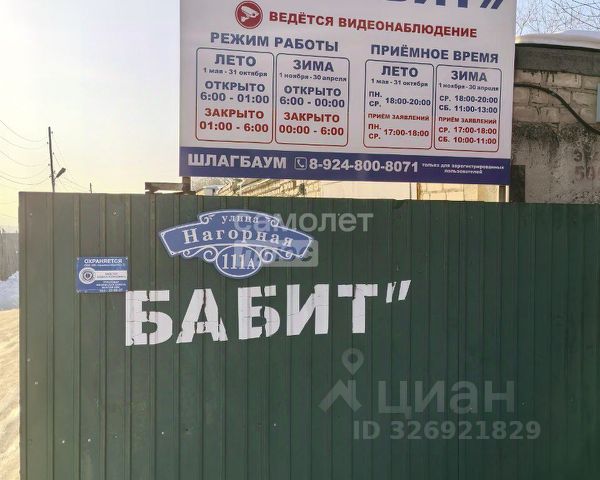 БИТ"
ВЕДЁТСЯ ВИДЕОНАБЛЮДЕНИЕ
РЕЖИМ РАБОТЫ
ЛЕТО
1 мая - 31 октября
ОТКРЫТО
6:00 - 01:00
ЗАКРЫТО
01:00 - 6:00
ЗИМА
1 ноября - 30 апреля
ОТКРЫТО
6:00 - 00:00
ЗАКРЫТО
00:00 - 6:00
ПРИЁМНОЕ ВРЕМЯ
ЛЕТО
1 мая - 31 октября
ПН. СР. 18:00-20:00
ПРИЁМ ЗАЯВЛЕНИЙ
ПН. СР. 17:00-18:00
ЗИМА
1 ноября - 30 апреля
СР. 18:00-20:00
СБ. 11:00-13:00
ПРИЁМ ЗАЯВЛЕНИЙ
СР. 17:00-18:00
СБ. 10:00-11:00
ШЛАГБАУМ 8-924-800-8071 только для зарегистрированных пользователей
самолет
улица
Нагорная
111А
ОХРАНЯЕТСЯ
БАБИТ"
циан
ID 326921829